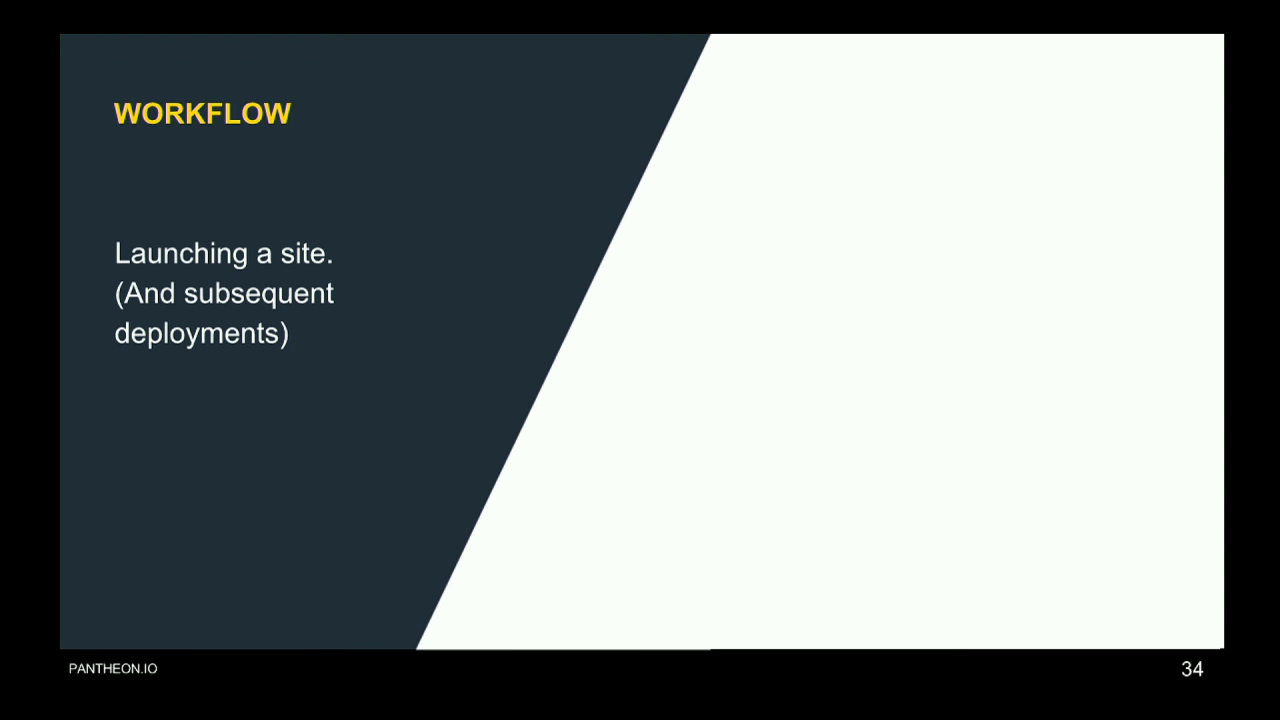 WORKFLOW
Launching a site.
(And subsequent
deployments)
PANTHEON.IO
34